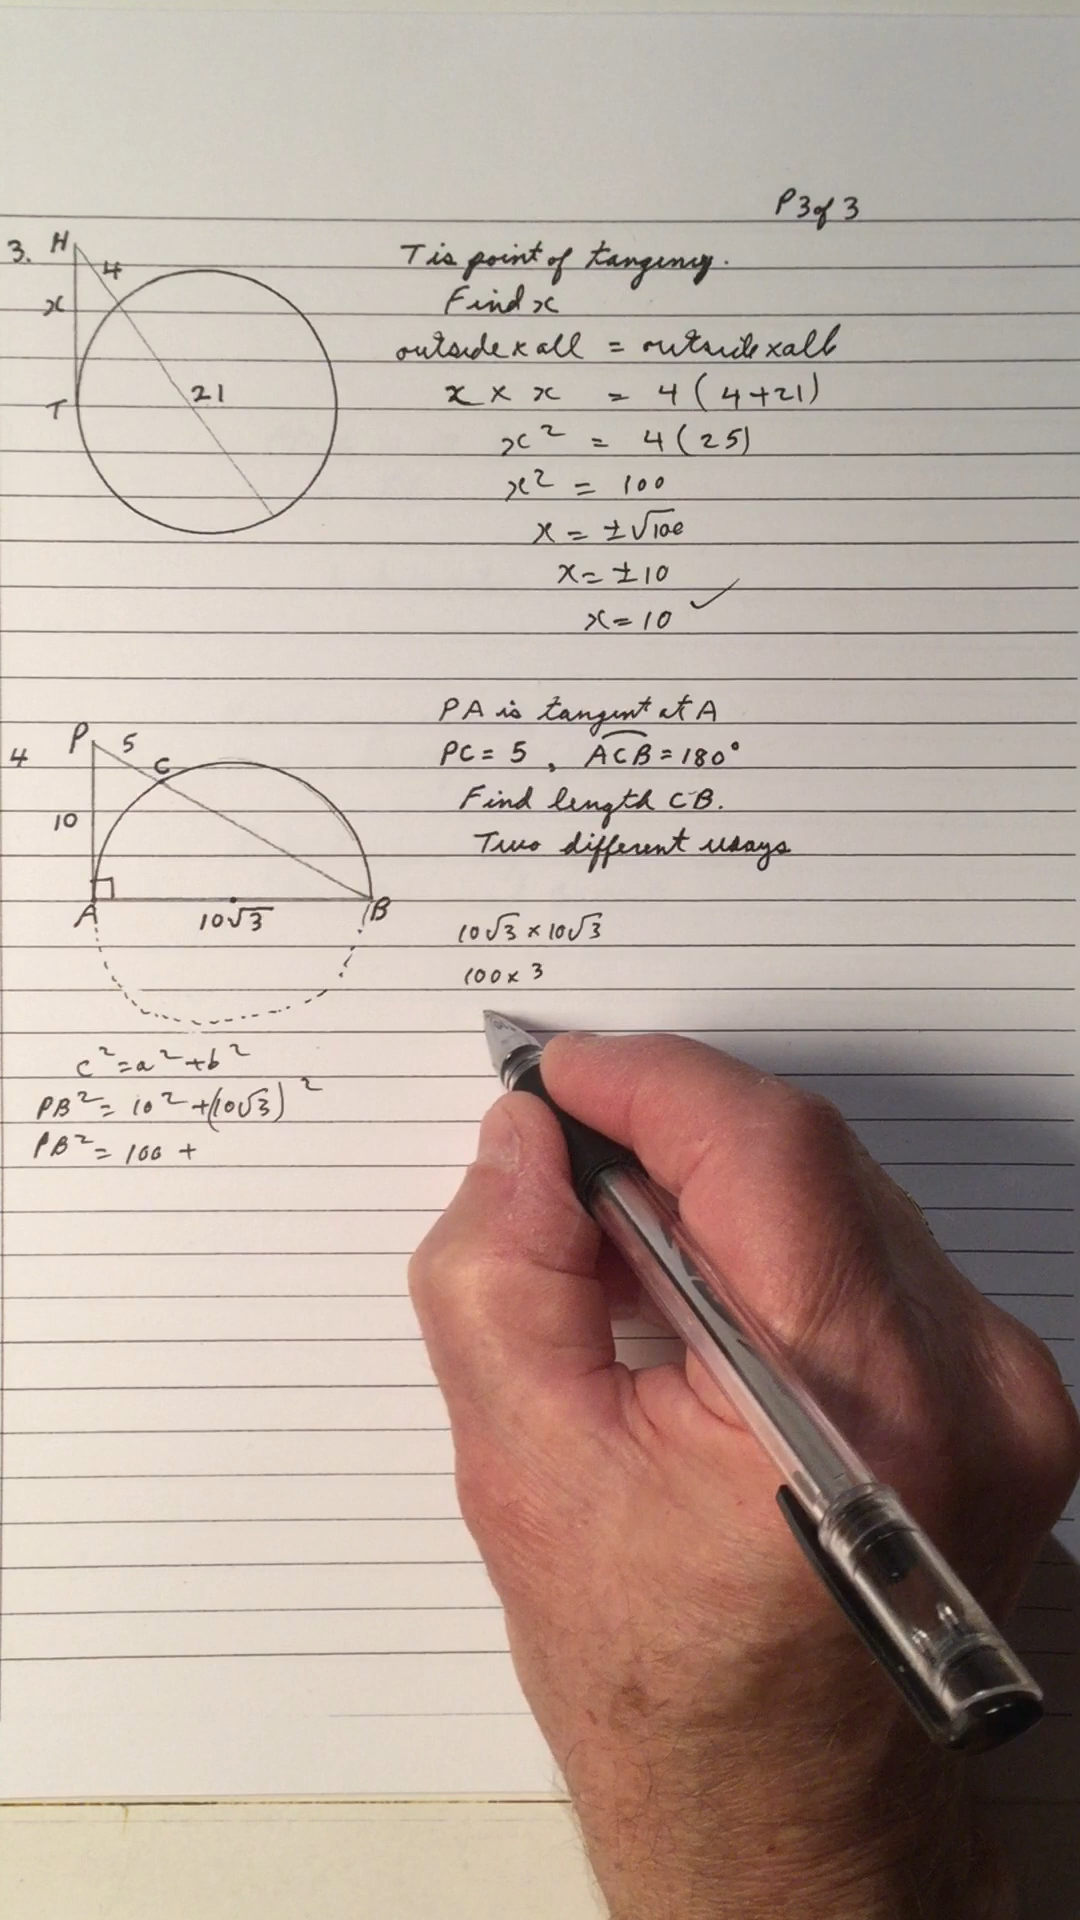 P3of 3
3. H
4
x
21
T
T is point of tangency.
Find x
outside x all = outside x all
x × x = 4 ( 4+21)
x² = 4(25)
x² = 100
x = ±√100
x = ±10
x = 10 ✓
4
P 5
C
10
A 10√3 B
PA is tangent at A
PC = 5 , ACB = 180°
Find length CB.
Two different ways
10√3 × 10√3
100 × 3
c² = a² + b²
PB² = 10² + (10√3)²
PB² = 100 +